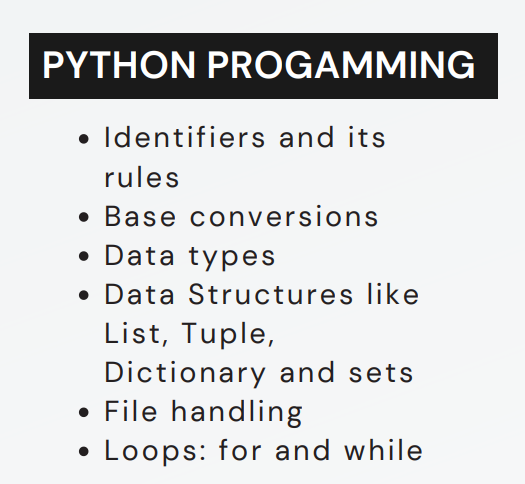 PYTHON PROGAMMING
• Identifiers and its
rules
• Base conversions
• Data types
• Data Structures like
List, Tuple,
Dictionary and sets
• File handling
• Loops: for and while